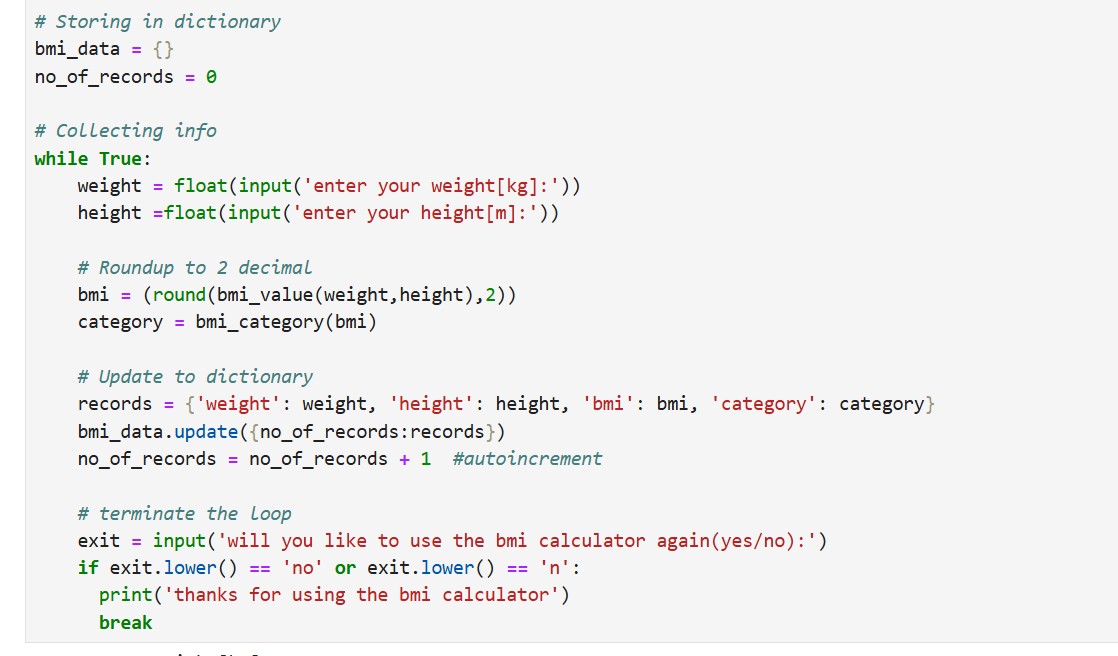 # Storing in dictionary
bmi_data = {}
no_of_records = 0

# Collecting info
while True:
    weight = float(input('enter your weight[kg]:'))
    height =float(input('enter your height[m]:'))

    # Roundup to 2 decimal
    bmi = (round(bmi_value(weight,height),2))
    category = bmi_category(bmi)

    # Update to dictionary
    records = {'weight': weight, 'height': height, 'bmi': bmi, 'category': category}
    bmi_data.update({no_of_records:records})
    no_of_records = no_of_records + 1  #autoincrement

    # terminate the loop
    exit = input('will you like to use the bmi calculator again(yes/no):')
    if exit.lower() == 'no' or exit.lower() == 'n':
      print('thanks for using the bmi calculator')
      break